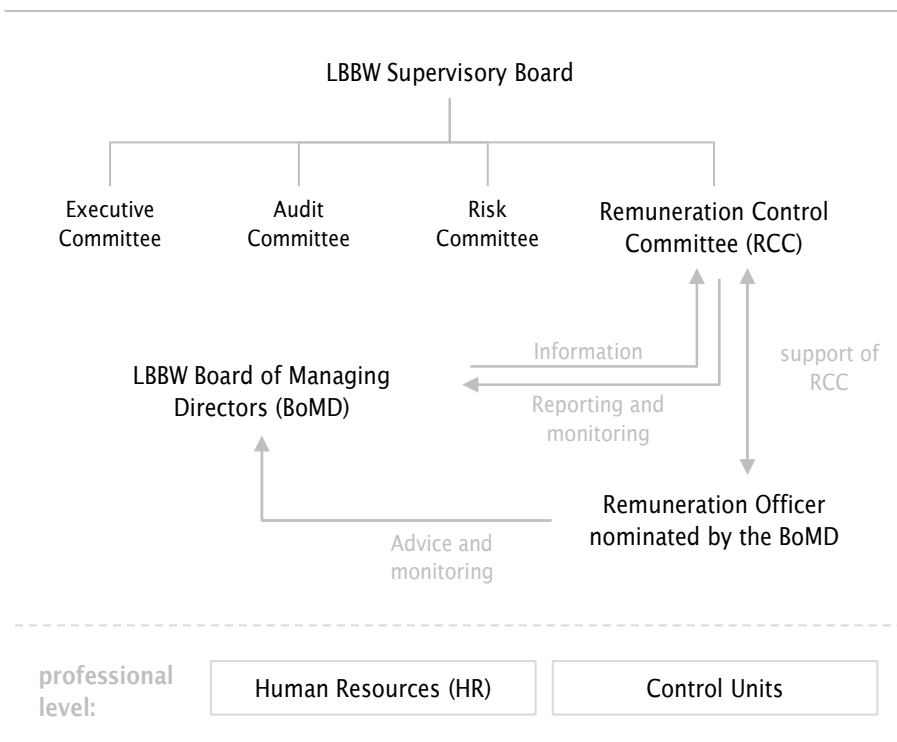 LBBW Supervisory Board
Executive
Committee
Audit
Committee
Risk
Committee
Remuneration Control
Committee (RCC)
Information
support of
RCC
LBBW Board of Managing
Directors (BoMD)
Reporting and
monitoring
Remuneration Officer
nominated by the BoMD
Advice and
monitoring
professional
level:
Human Resources (HR)
Control Units